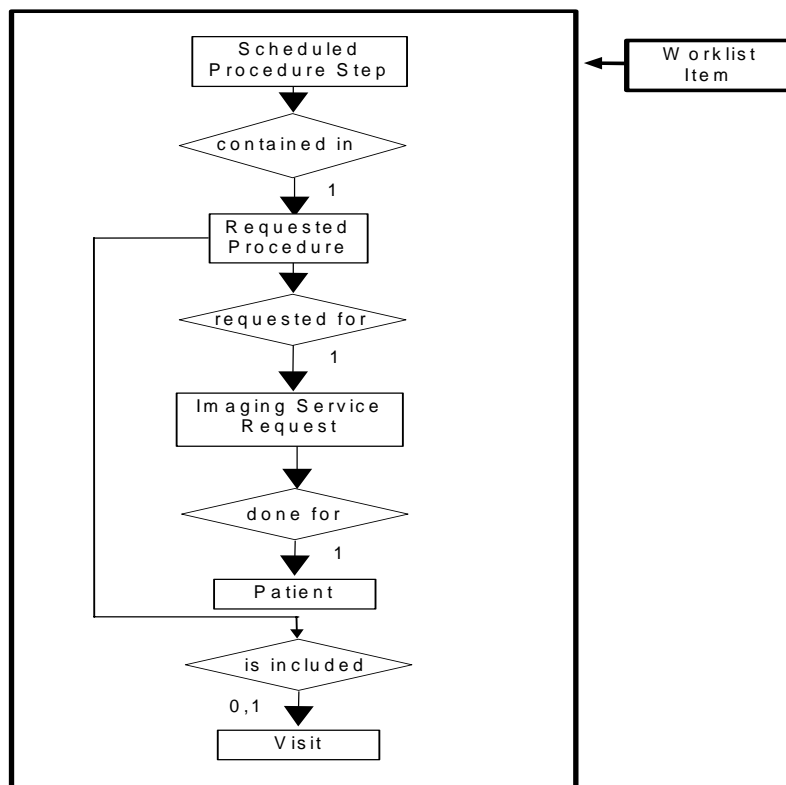 Scheduled
Procedure Step
Worklist
Item
contained in
1
Requested
Procedure
requested for
1
Imaging Service
Request
done for
1
Patient
is included
0,1
Visit